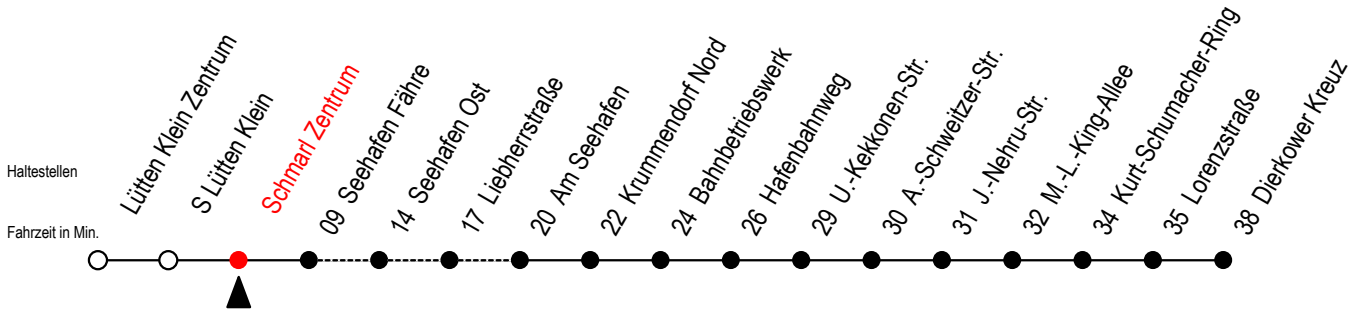 Haltestellen
Fahrzeit in Min.
Lütten Klein Zentrum
S Lütten Klein
Schmarl Zentrum
09 Seehafen Fähre
14 Seehafen Ost
17 Liebherrstraße
20 Am Seehafen
22 Krummendorf Nord
24 Bahnbetriebswerk
26 Hafenbahnweg
29 U.-Kekkonen-Str.
30 A.-Schweitzer-Str.
31 J.-Nehru-Str.
32 M.-L.-King-Allee
34 Kurt-Schumacher-Ring
35 Lorenzstraße
38 Dierkower Kreuz